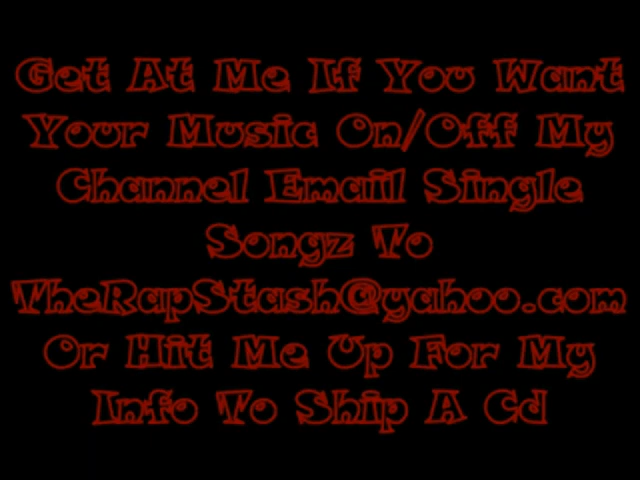 Get At Me If You Want
Your Music On/Off My
Channel Email Single
Songz To
TheRapStash@yahoo.com
Or Hit Me Up For My
Info To Ship A Cd